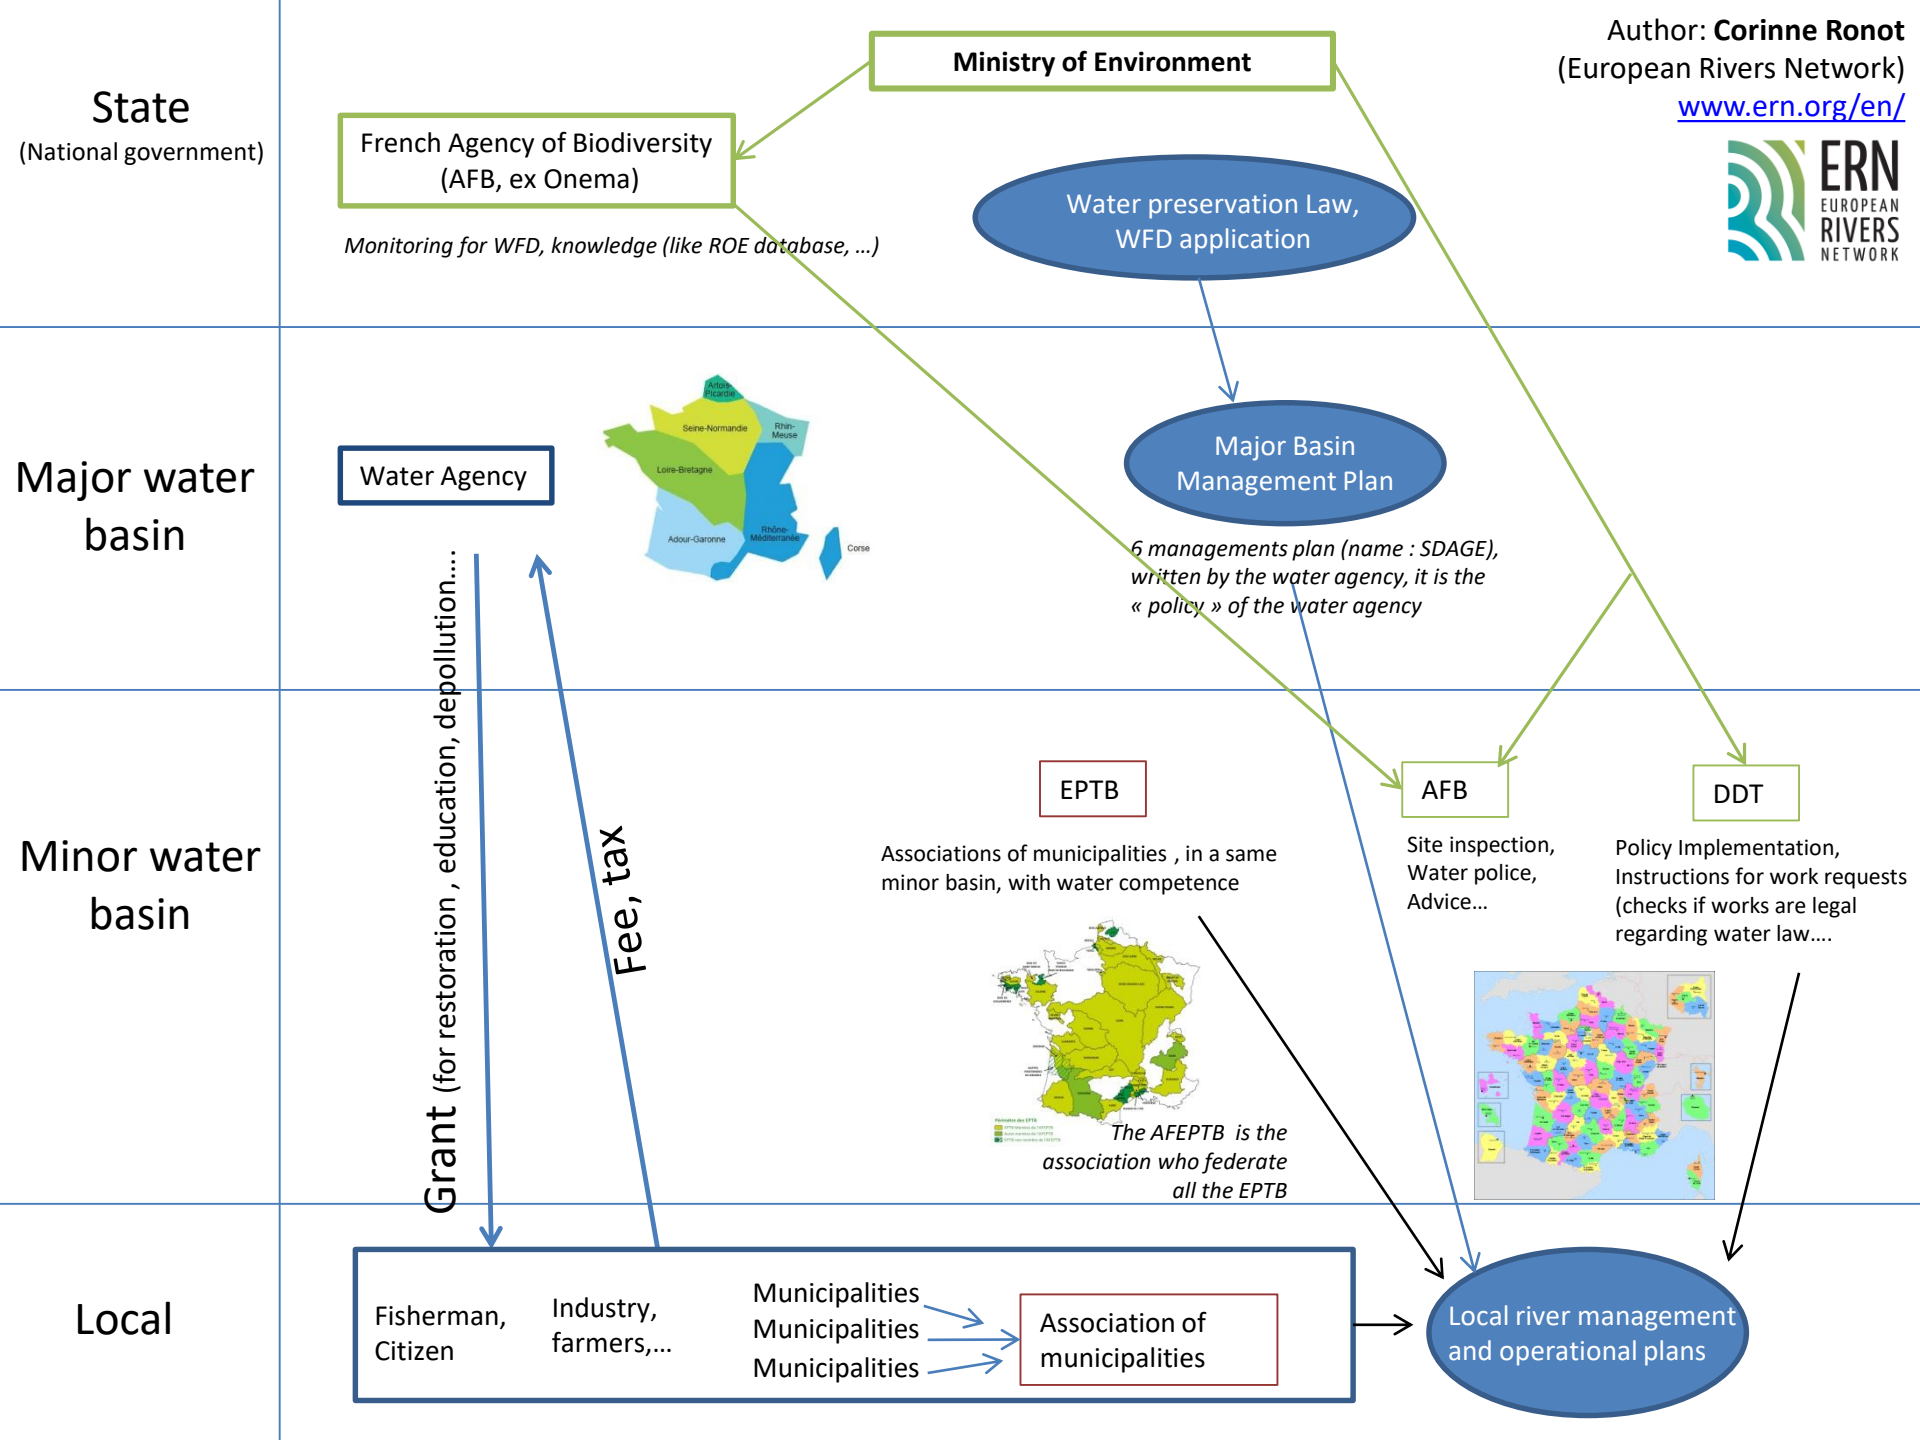 Author: Corinne Ronot
(European Rivers Network)
www.ern.org/en/
ERN
EUROPEAN
RIVERS
NETWORK
State
(National government)
Ministry of Environment
French Agency of Biodiversity
(AFB, ex Onema)
Monitoring for WFD, knowledge (like ROE database, …)
Water preservation Law,
WFD application
Major water
basin
Water Agency
Artois-
Picardie
Seine-Normandie
Rhin-
Meuse
Loire-Bretagne
Adour-Garonne
Rhône-
Méditerranée
Corse
Major Basin
Management Plan
6 managements plan (name : SDAGE),
written by the water agency, it is the
« policy » of the water agency
Grant (for restoration , education, depollution….
Fee, tax
Minor water
basin
EPTB
Associations of municipalities , in a same
minor basin, with water competence
The AFEPTB  is the
association who federate
all the EPTB
AFB
Site inspection,
Water police,
Advice…
DDT
Policy Implementation,
Instructions for work requests
(checks if works are legal
regarding water law….
Local
Fisherman,
Citizen
Industry,
farmers,…
Municipalities
Municipalities
Municipalities
Association of
municipalities
Local river management
and operational plans